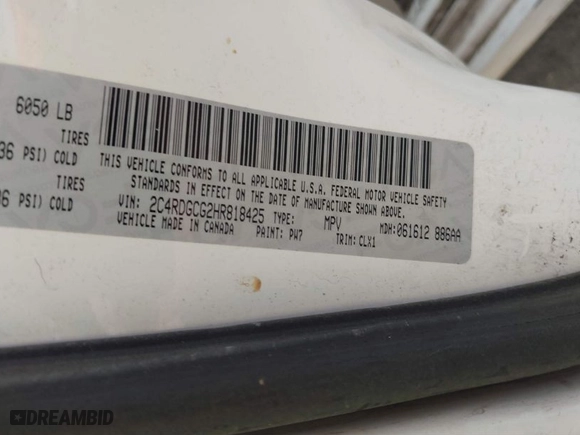 6050 LB
TIRES
36 PSI) COLD
TIRES
36 PSI) COLD
THIS VEHICLE CONFORMS TO ALL APPLICABLE U.S.A. FEDERAL MOTOR VEHICLE SAFETY
STANDARDS IN EFFECT ON THE DATE OF MANUFACTURE SHOWN ABOVE.
VIN: 2C4RDGCG2HR818425 TYPE: MPV MDH:061612 886AA
VEHICLE MADE IN CANADA PAINT: PW7 TRIM: CLX1
DREAMBID